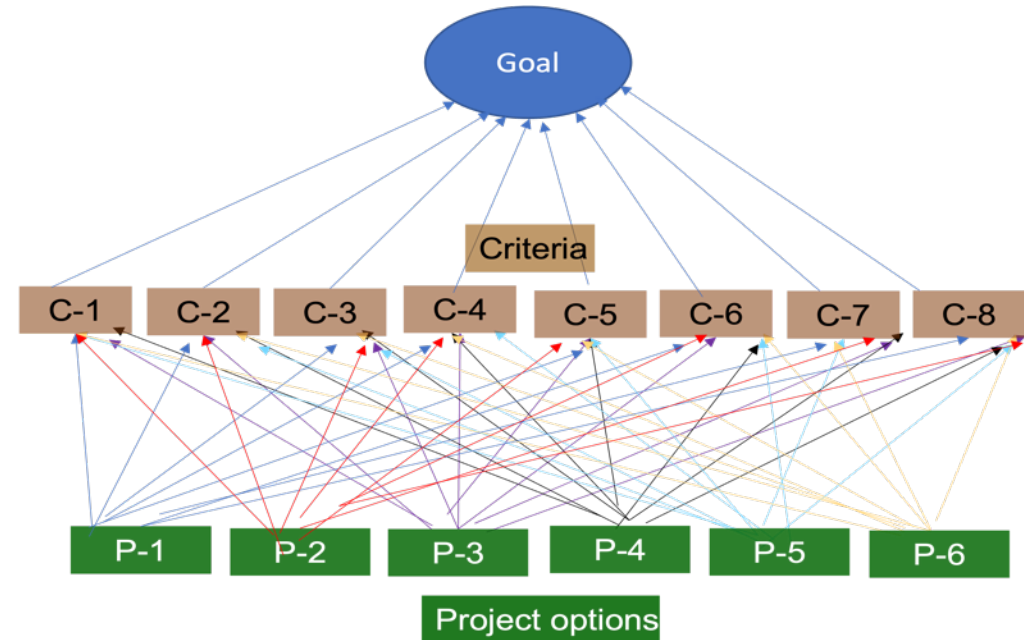 Goal
Criteria
C-1 C-2 C-3 C-4 C-5 C-6 C-7 C-8
P-1 P-2 P-3 P-4 P-5 P-6
Project options